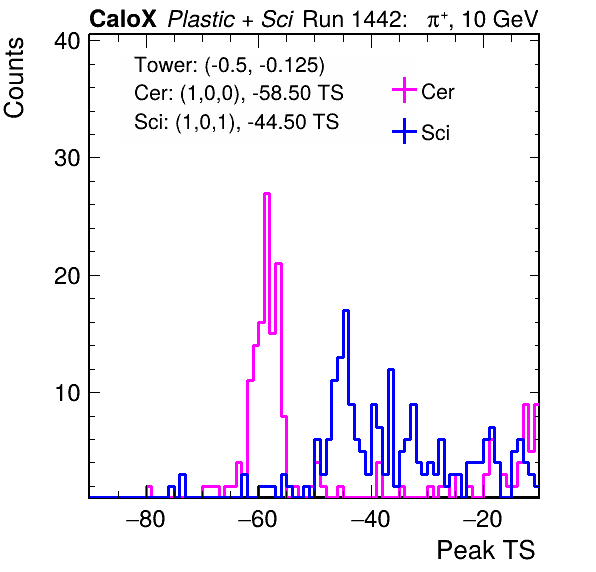 CaloX Plastic + Sci Run 1442: π⁺, 10 GeV
Counts
40
Tower: (-0.5, -0.125)
Cer: (1,0,0), -58.50 TS
Sci: (1,0,1), -44.50 TS
Cer
Sci
30
20
10
−80 −60 −40 −20
Peak TS